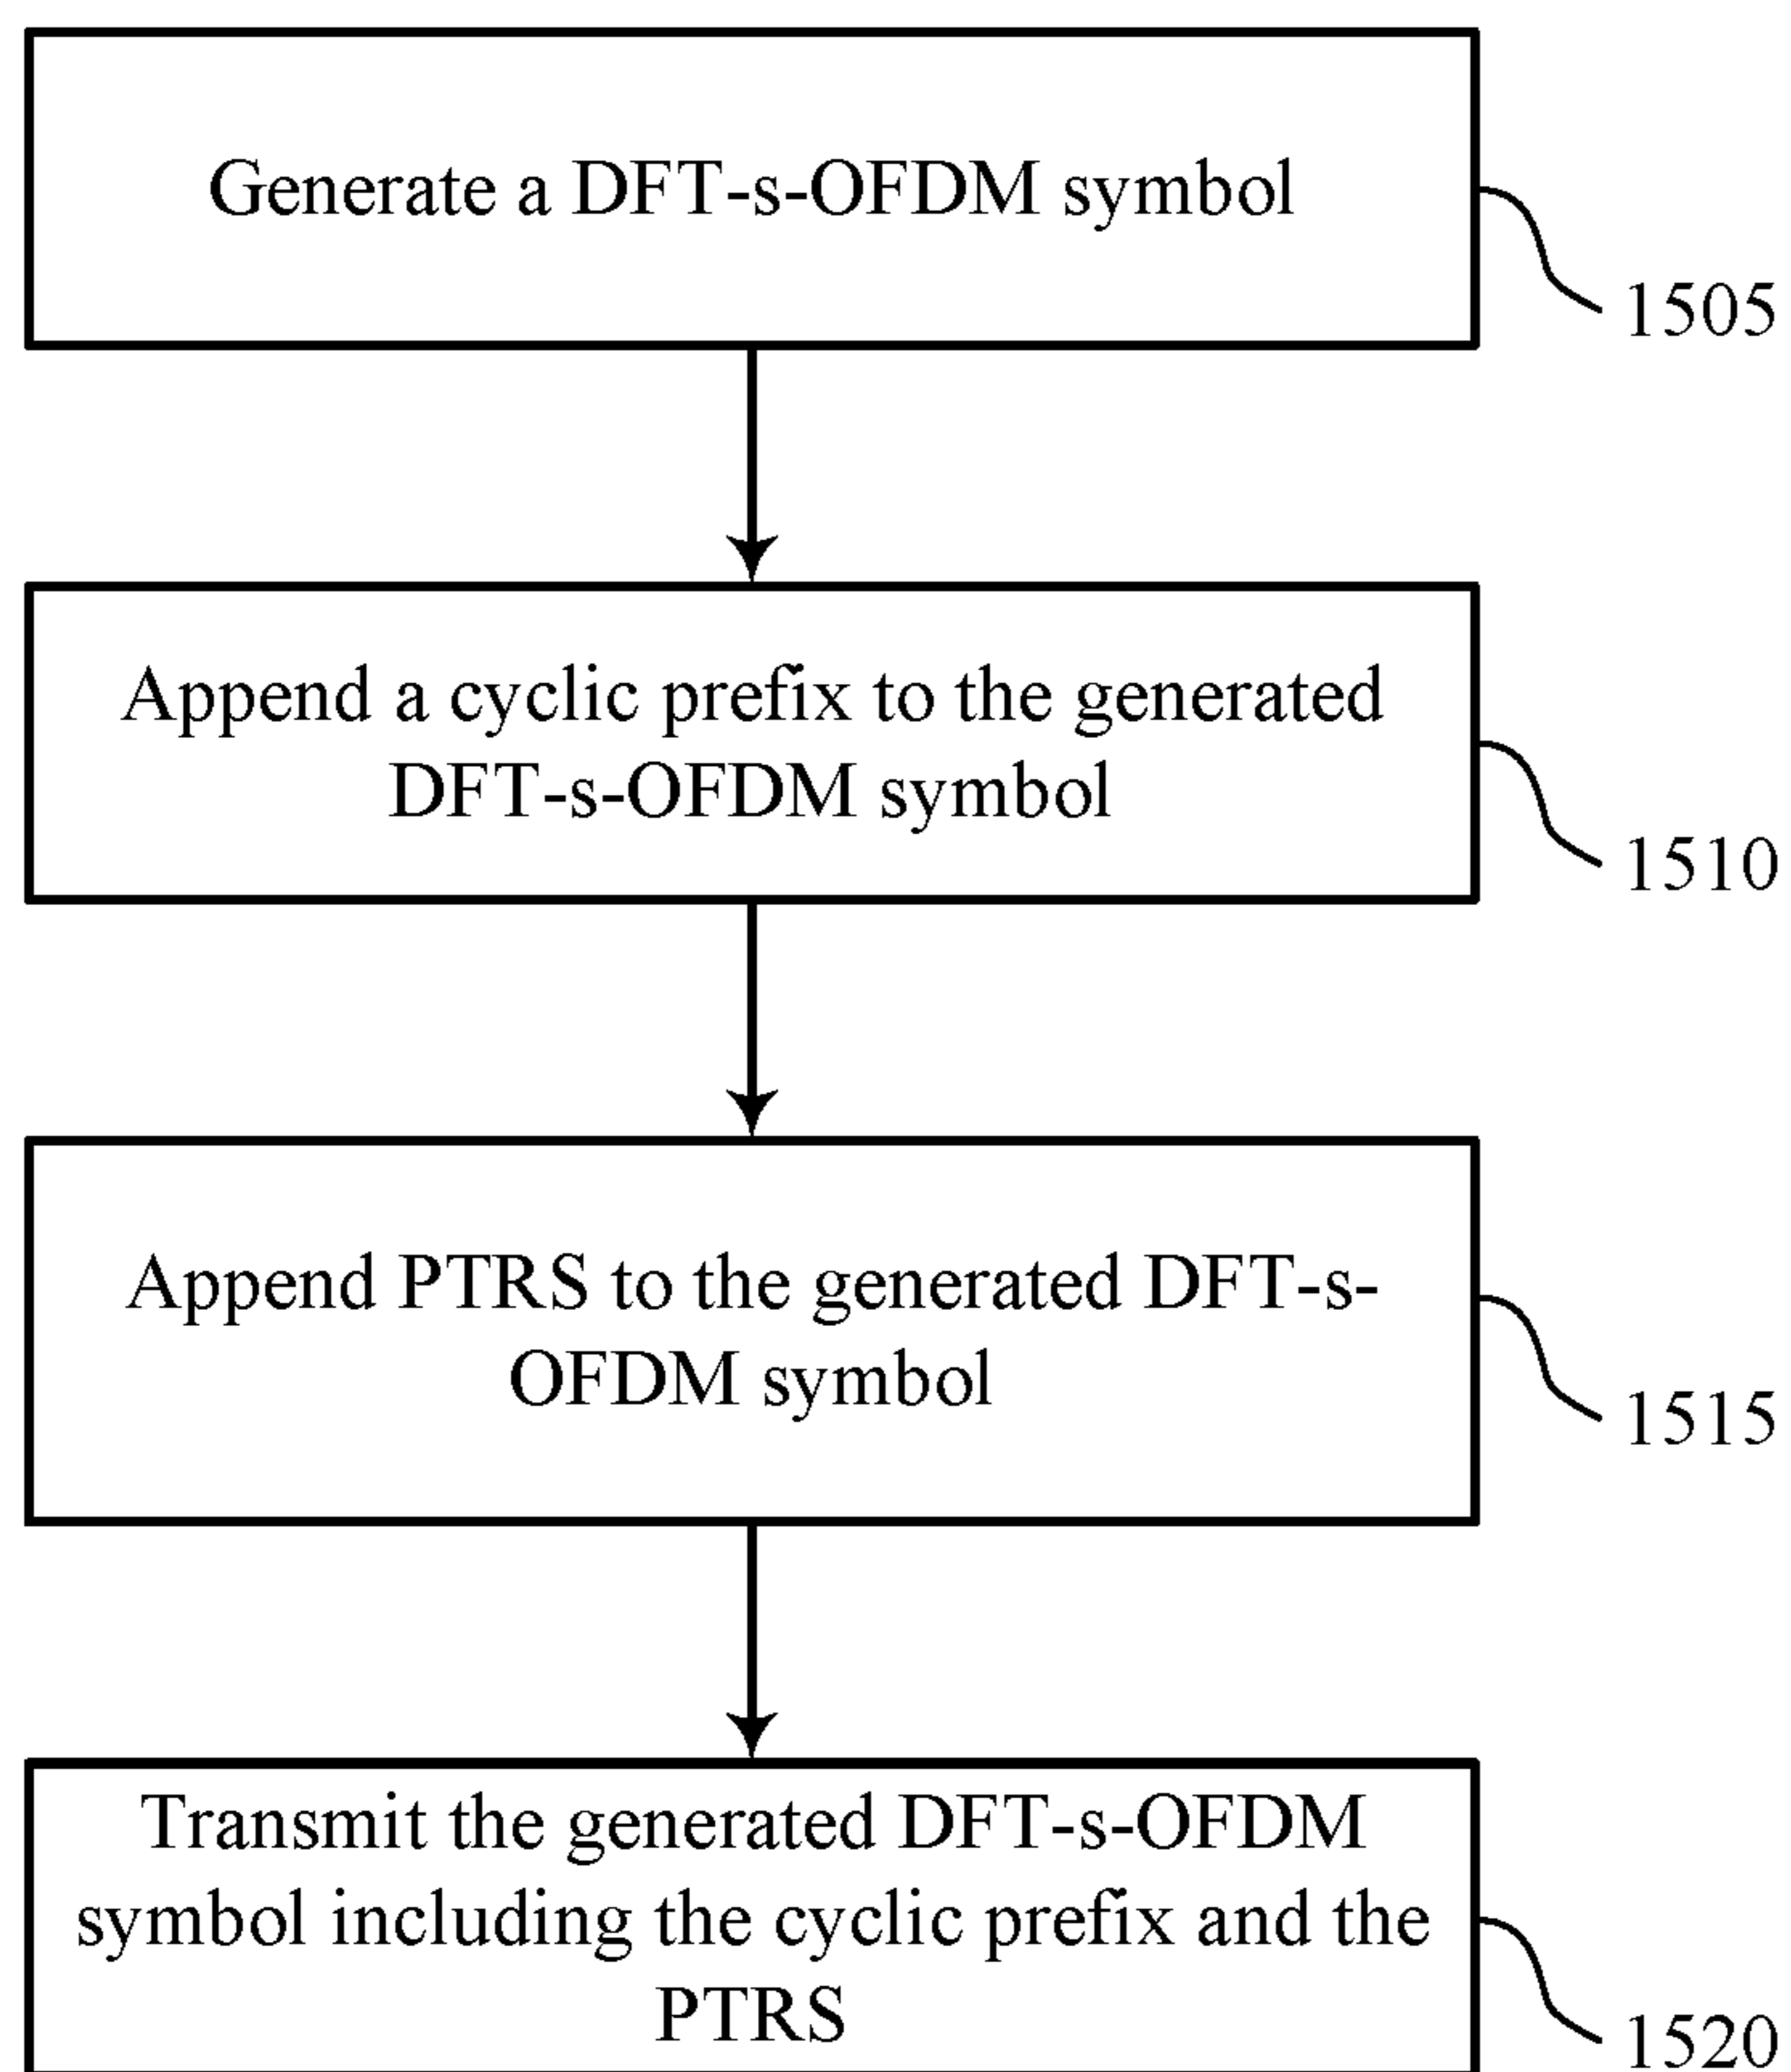 Generate a DFT-s-OFDM symbol
1505
Append a cyclic prefix to the generated
DFT-s-OFDM symbol
1510
Append PTRS to the generated DFT-s-
OFDM symbol
1515
Transmit the generated DFT-s-OFDM
symbol including the cyclic prefix and the
PTRS
1520